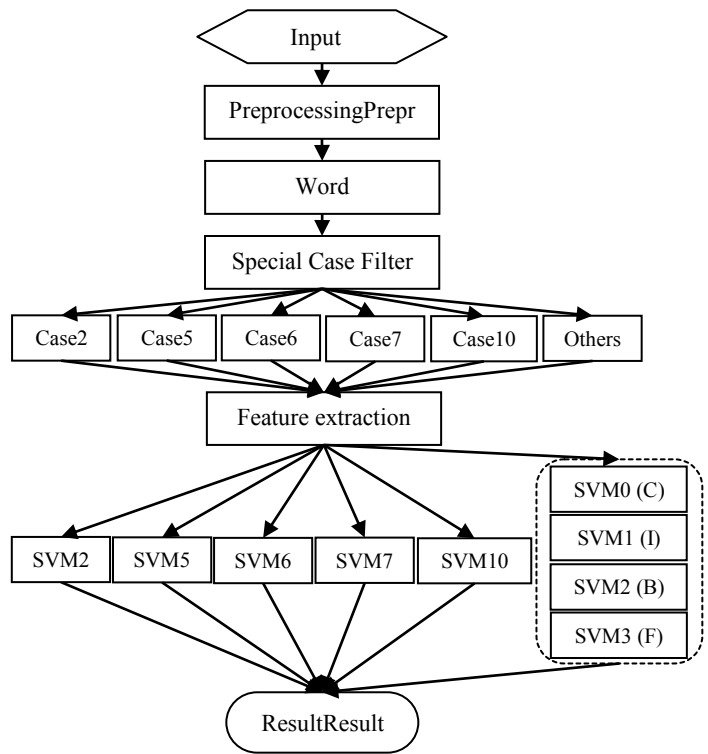 Input
PreprocessingPrepr
Word
Special Case Filter
Case2 Case5 Case6 Case7 Case10 Others
Feature extraction
SVM0 (C)
SVM1 (I)
SVM2 (B)
SVM3 (F)
SVM2 SVM5 SVM6 SVM7 SVM10
ResultResult